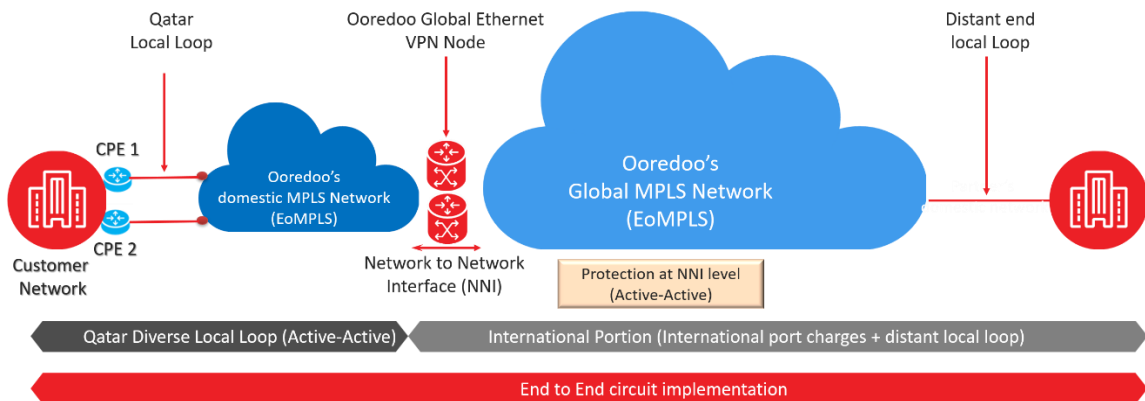 Qatar
Local Loop
Ooredoo Global Ethernet
VPN Node
Distant end
local Loop
CPE 1
CPE 2
Customer
Network
Ooredoo's
domestic MPLS Network
(EoMPLS)
Network to Network
Interface (NNI)
Ooredoo's
Global MPLS Network
(EoMPLS)
Protection at NNI level
(Active-Active)
Qatar Diverse Local Loop (Active-Active)
International Portion (International port charges + distant local loop)
End to End circuit implementation